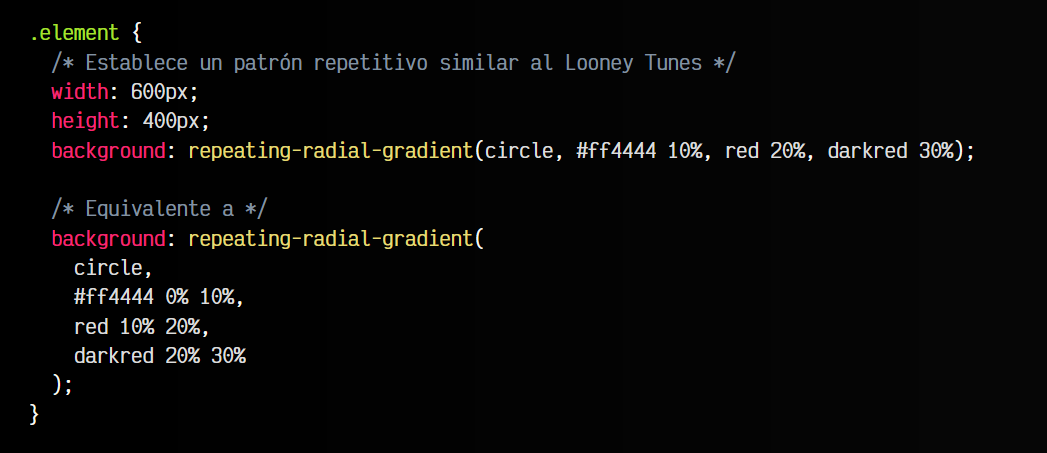 .element {
  /* Establece un patrón repetitivo similar al Looney Tunes */
  width: 600px;
  height: 400px;
  background: repeating-radial-gradient(circle, #ff4444 10%, red 20%, darkred 30%);

  /* Equivalente a */
  background: repeating-radial-gradient(
    circle,
    #ff4444 0% 10%,
    red 10% 20%,
    darkred 20% 30%
  );
}